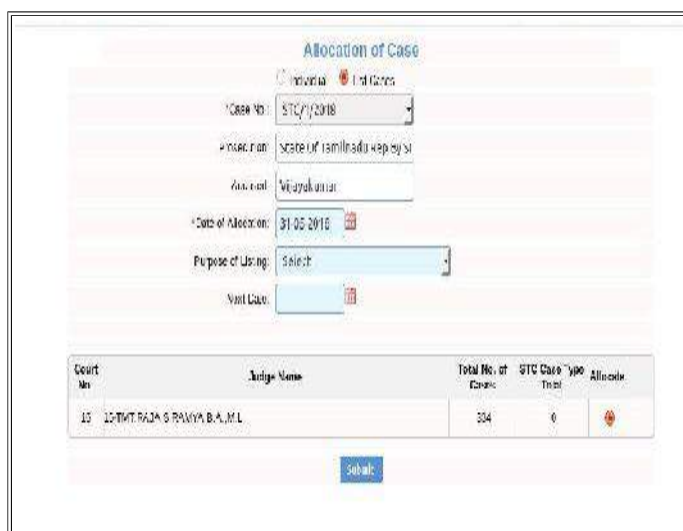 Allocation of Case
Individual List Cases
*Case No.: STC/1/2018
Prosecution: State Of Tamilnadu Rep By S
Accused: Vijayakumar
*Date of Allocation: 31-05-2018
Purpose of Listing: Select
Next Date:
Court No Judge Name Total No. of Cases STC Case Type Total Allocate
15 15-TMT.RAJA S RAMYA B.A.,M.L 0
Submit